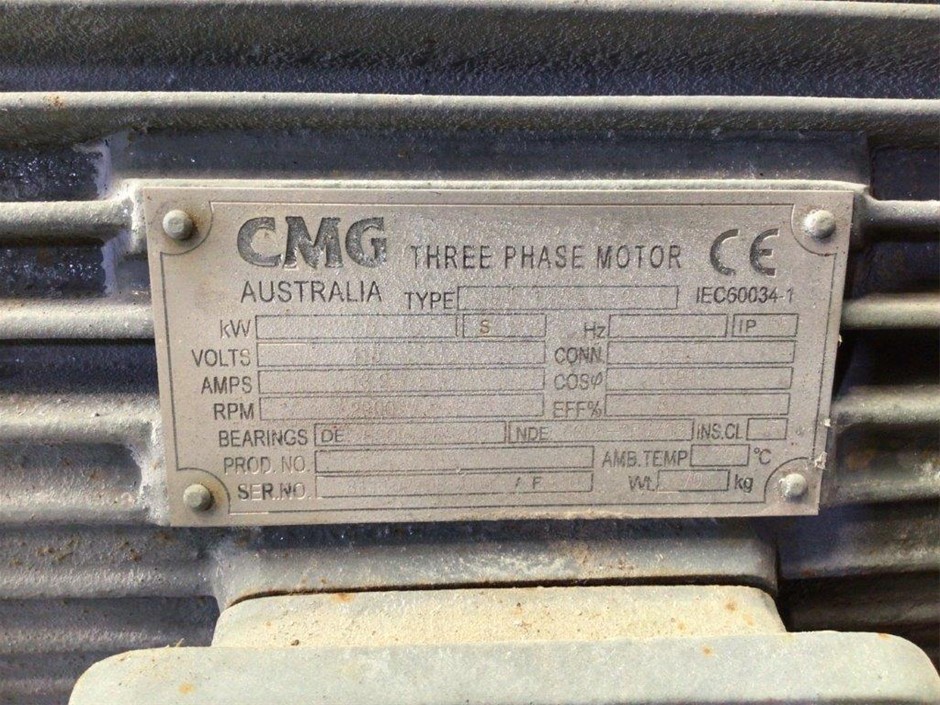 CMG THREE PHASE MOTOR CE
AUSTRALIA TYPE IEC60034-1
kW S Hz IP
VOLTS CONN.
AMPS COSφ
RPM EFF%
BEARINGS DE NDE INS.CL
PROD. NO. AMB.TEMP °C
SER.NO. Wt. kg